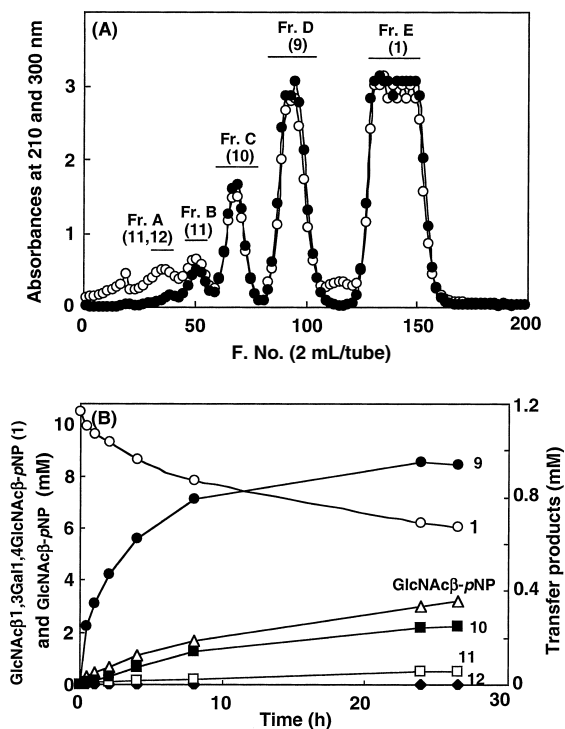 (A)
Fr. D
(9)
Fr. E
(1)
Fr. C
(10)
Fr. B
(11)
Fr. A
(11,12)
Absorbances at 210 and 300 nm
3
2
1
0
0 50 100 150 200
F. No. (2 mL/tube)
(B)
GlcNAcβ1,3Gal1,4GlcNAcβ-pNP (1)
and GlcNAcβ-pNP (mM)
10
8
6
4
2
0
1.2
0.8
0.4
0
Transfer products (mM)
9
1
GlcNAcβ-pNP
10
11
12
0 10 20 30
Time (h)